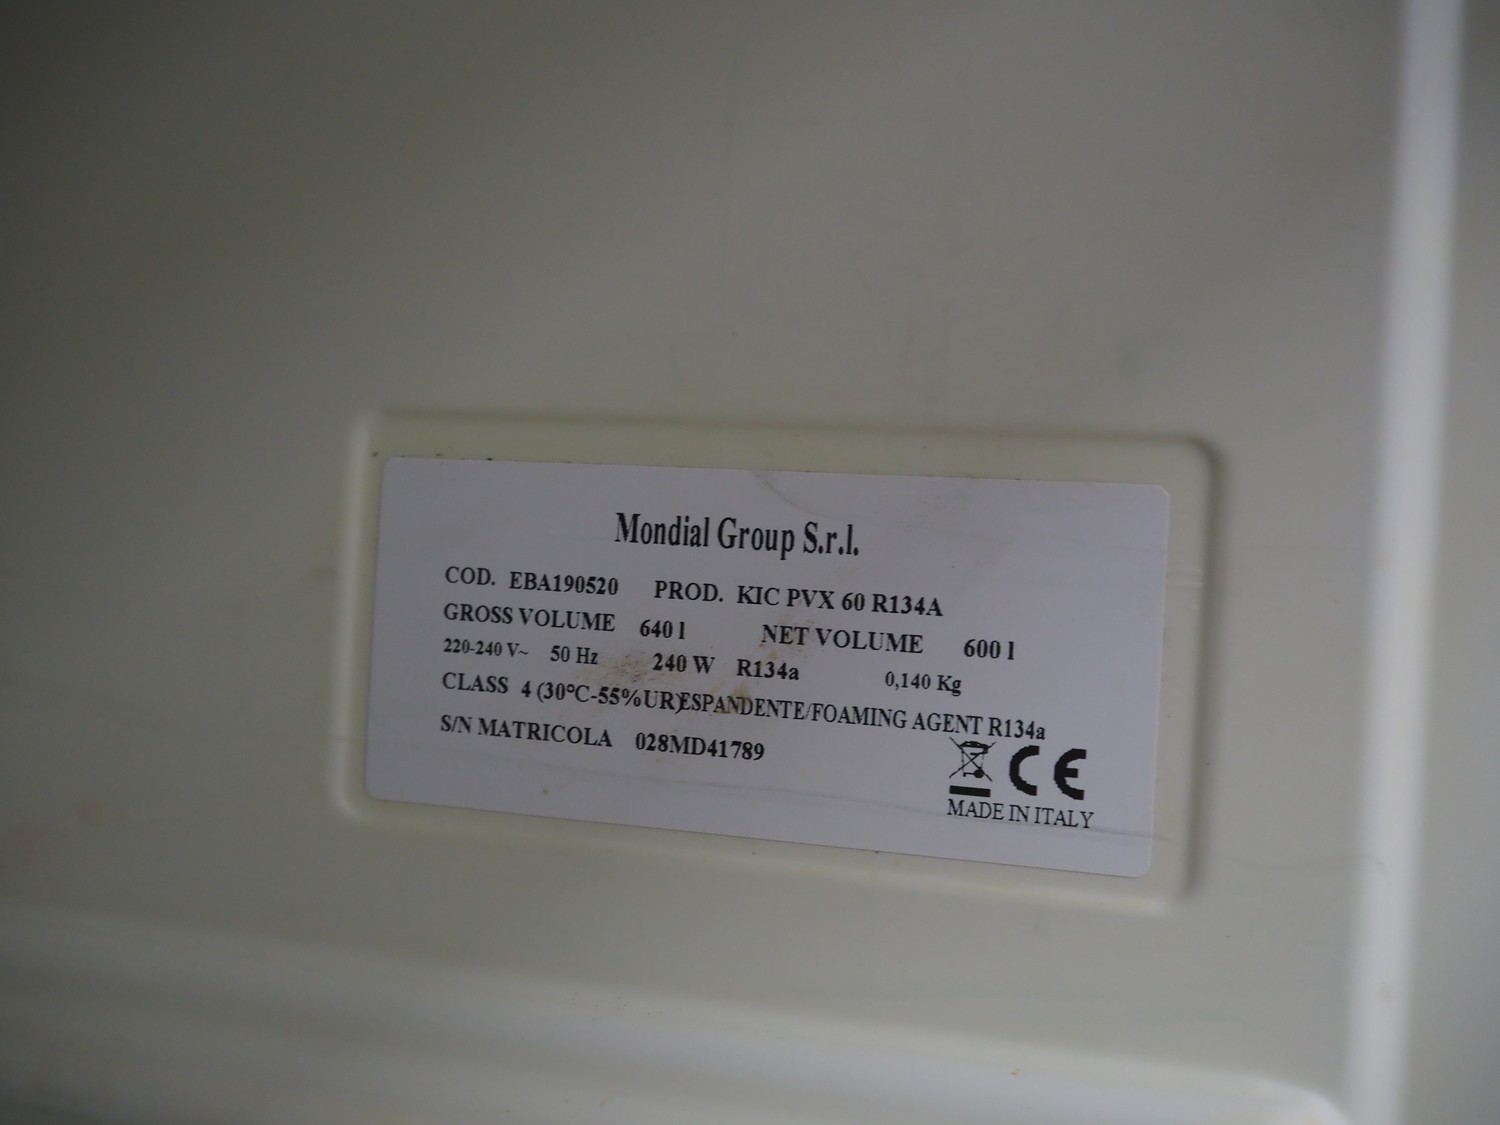 Mondial Group S.r.l.
COD. EBA190520 PROD. KIC PVX 60 R134A
GROSS VOLUME 640 l NET VOLUME 600 l
220-240 V~ 50 Hz 240 W R134a 0,140 Kg
CLASS 4 (30°C-55%UR)ESPANDENTE/FOAMING AGENT R134a
S/N MATRICOLA 028MD41789
CE
MADE IN ITALY